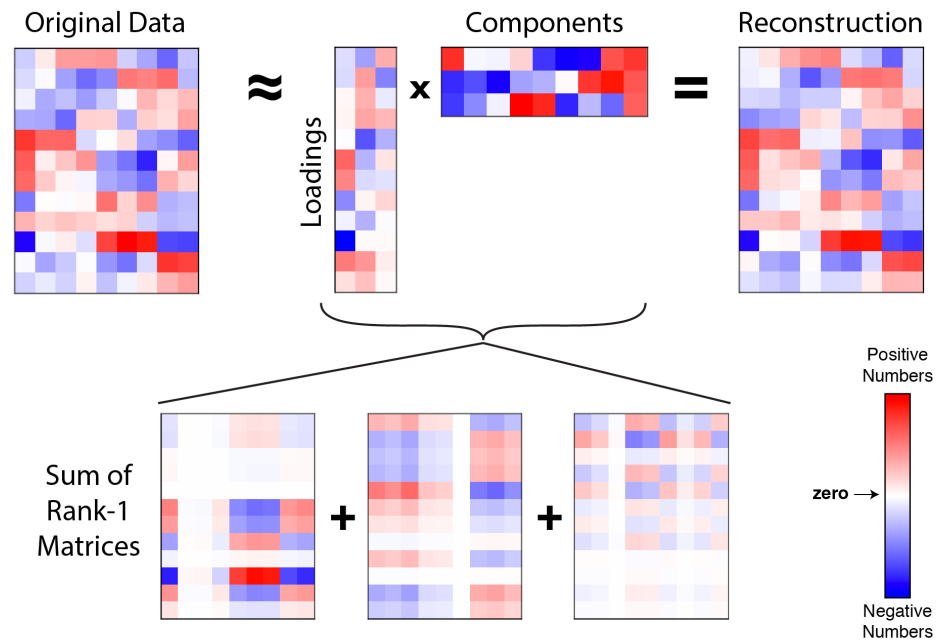 Original Data
≈
Loadings
x
Components
=
Reconstruction
Sum of
Rank-1
Matrices
+
+
Positive
Numbers
zero →
Negative
Numbers